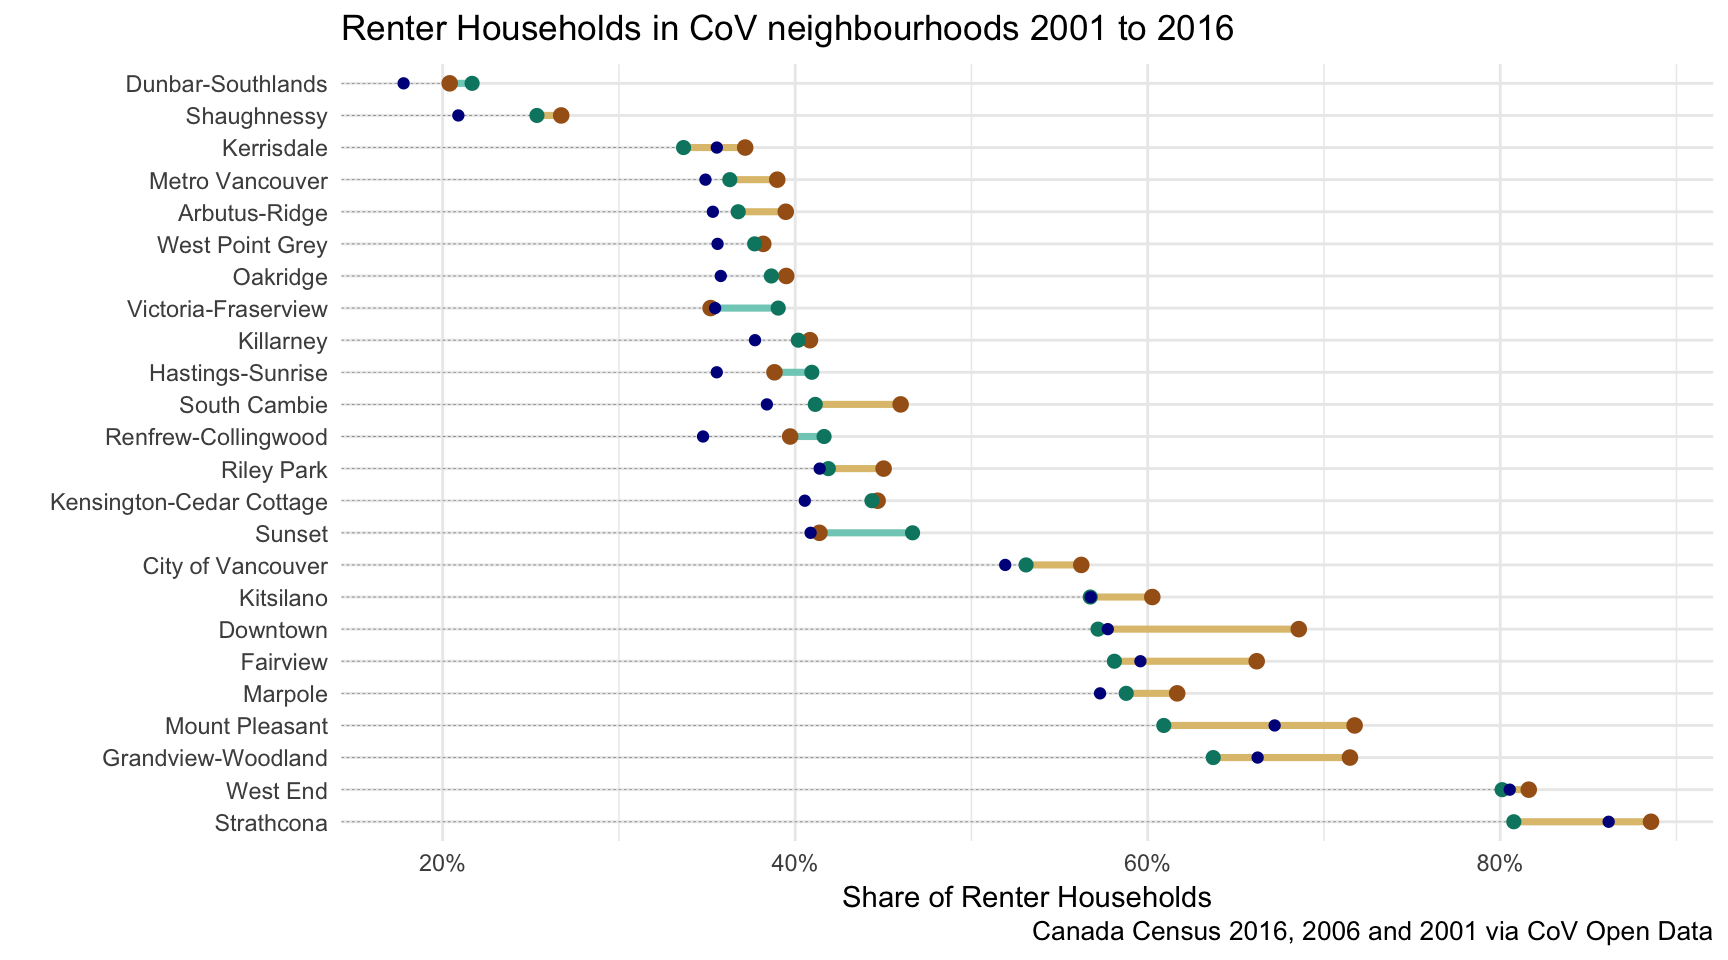 Renter Households in CoV neighbourhoods 2001 to 2016
Dunbar-Southlands
Shaughnessy
Kerrisdale
Metro Vancouver
Arbutus-Ridge
West Point Grey
Oakridge
Victoria-Fraserview
Killarney
Hastings-Sunrise
South Cambie
Renfrew-Collingwood
Riley Park
Kensington-Cedar Cottage
Sunset
City of Vancouver
Kitsilano
Downtown
Fairview
Marpole
Mount Pleasant
Grandview-Woodland
West End
Strathcona
20% 40% 60% 80%
Share of Renter Households
Canada Census 2016, 2006 and 2001 via CoV Open Data